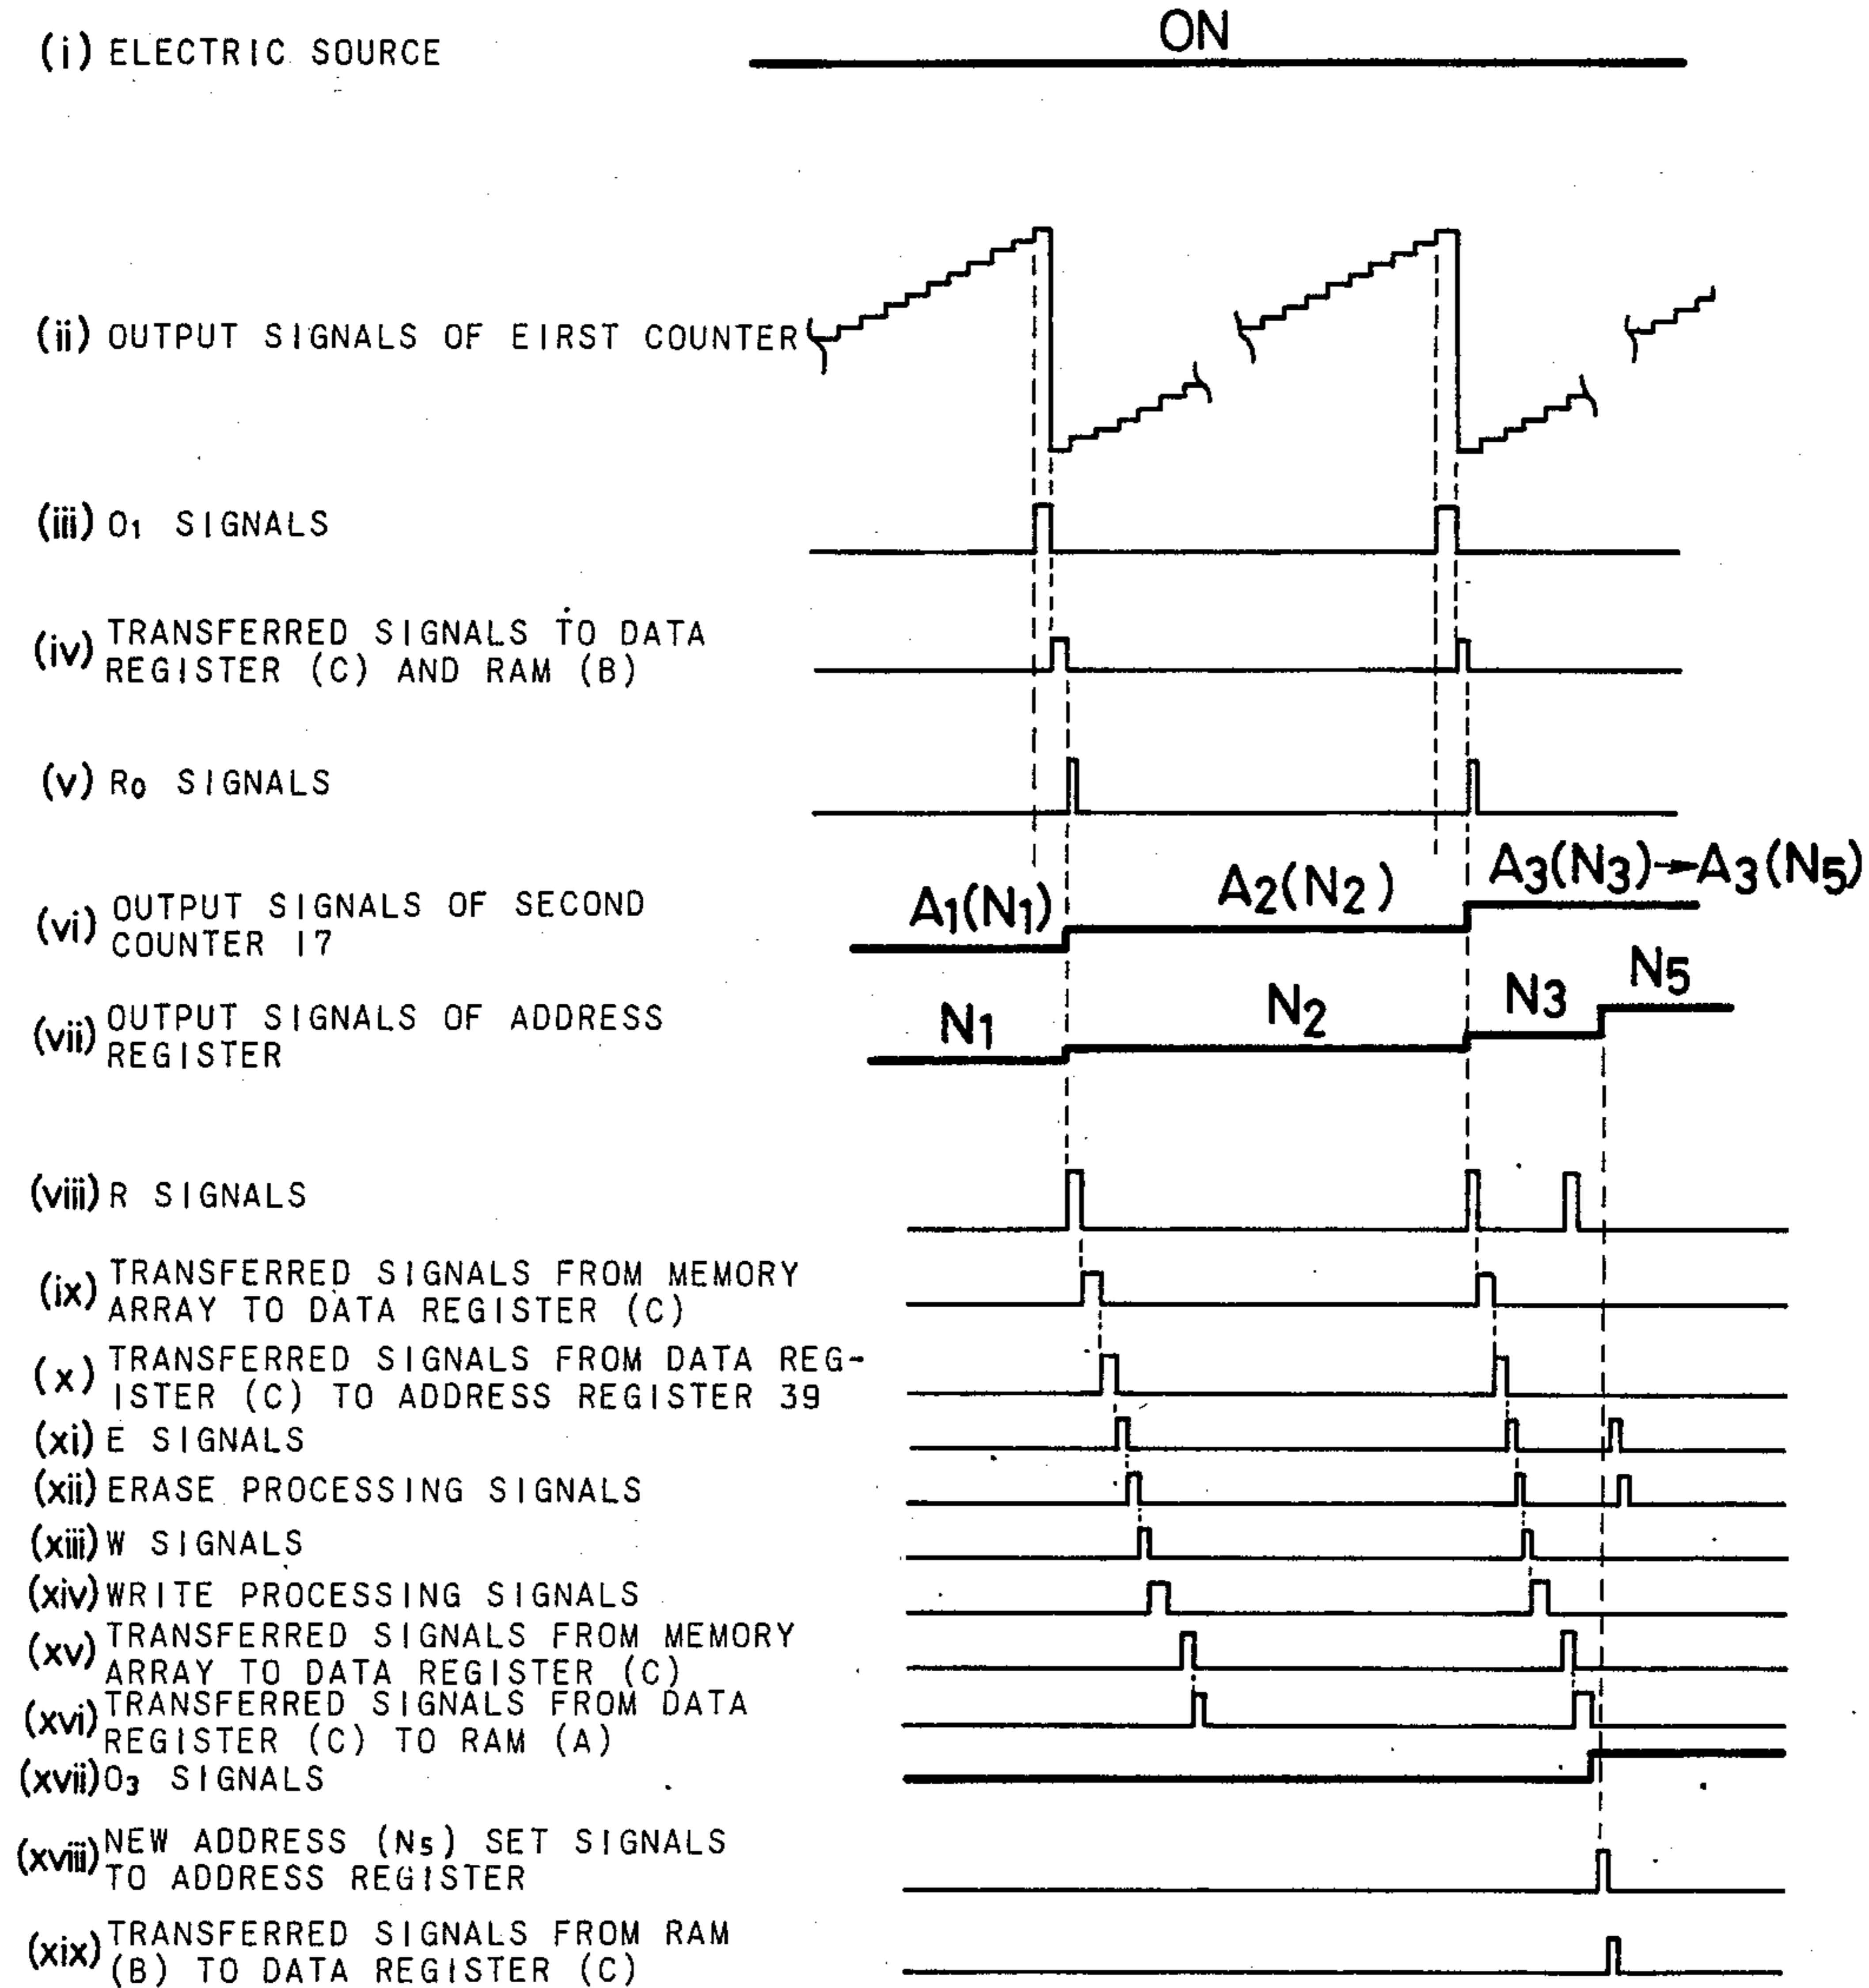 (i) ELECTRIC SOURCE
ON
(ii) OUTPUT SIGNALS OF EIRST COUNTER
(iii) O1 SIGNALS
(iv) TRANSFERRED SIGNALS TO DATA
REGISTER (C) AND RAM (B)
(v) R0 SIGNALS
(vi) OUTPUT SIGNALS OF SECOND
COUNTER 17
A1(N1)
A2(N2)
A3(N3)→A3(N5)
(vii) OUTPUT SIGNALS OF ADDRESS
REGISTER
N1
N2
N3
N5
(viii) R SIGNALS
(ix) TRANSFERRED SIGNALS FROM MEMORY
ARRAY TO DATA REGISTER (C)
(x) TRANSFERRED SIGNALS FROM DATA REG-
ISTER (C) TO ADDRESS REGISTER 39
(xi) E SIGNALS
(xii) ERASE PROCESSING SIGNALS
(xiii) W SIGNALS
(xiv) WRITE PROCESSING SIGNALS
(xv) TRANSFERRED SIGNALS FROM MEMORY
ARRAY TO DATA REGISTER (C)
(xvi) TRANSFERRED SIGNALS FROM DATA
REGISTER (C) TO RAM (A)
(xvii) O3 SIGNALS
(xviii) NEW ADDRESS (N5) SET SIGNALS
TO ADDRESS REGISTER
(xix) TRANSFERRED SIGNALS FROM RAM
(B) TO DATA REGISTER (C)